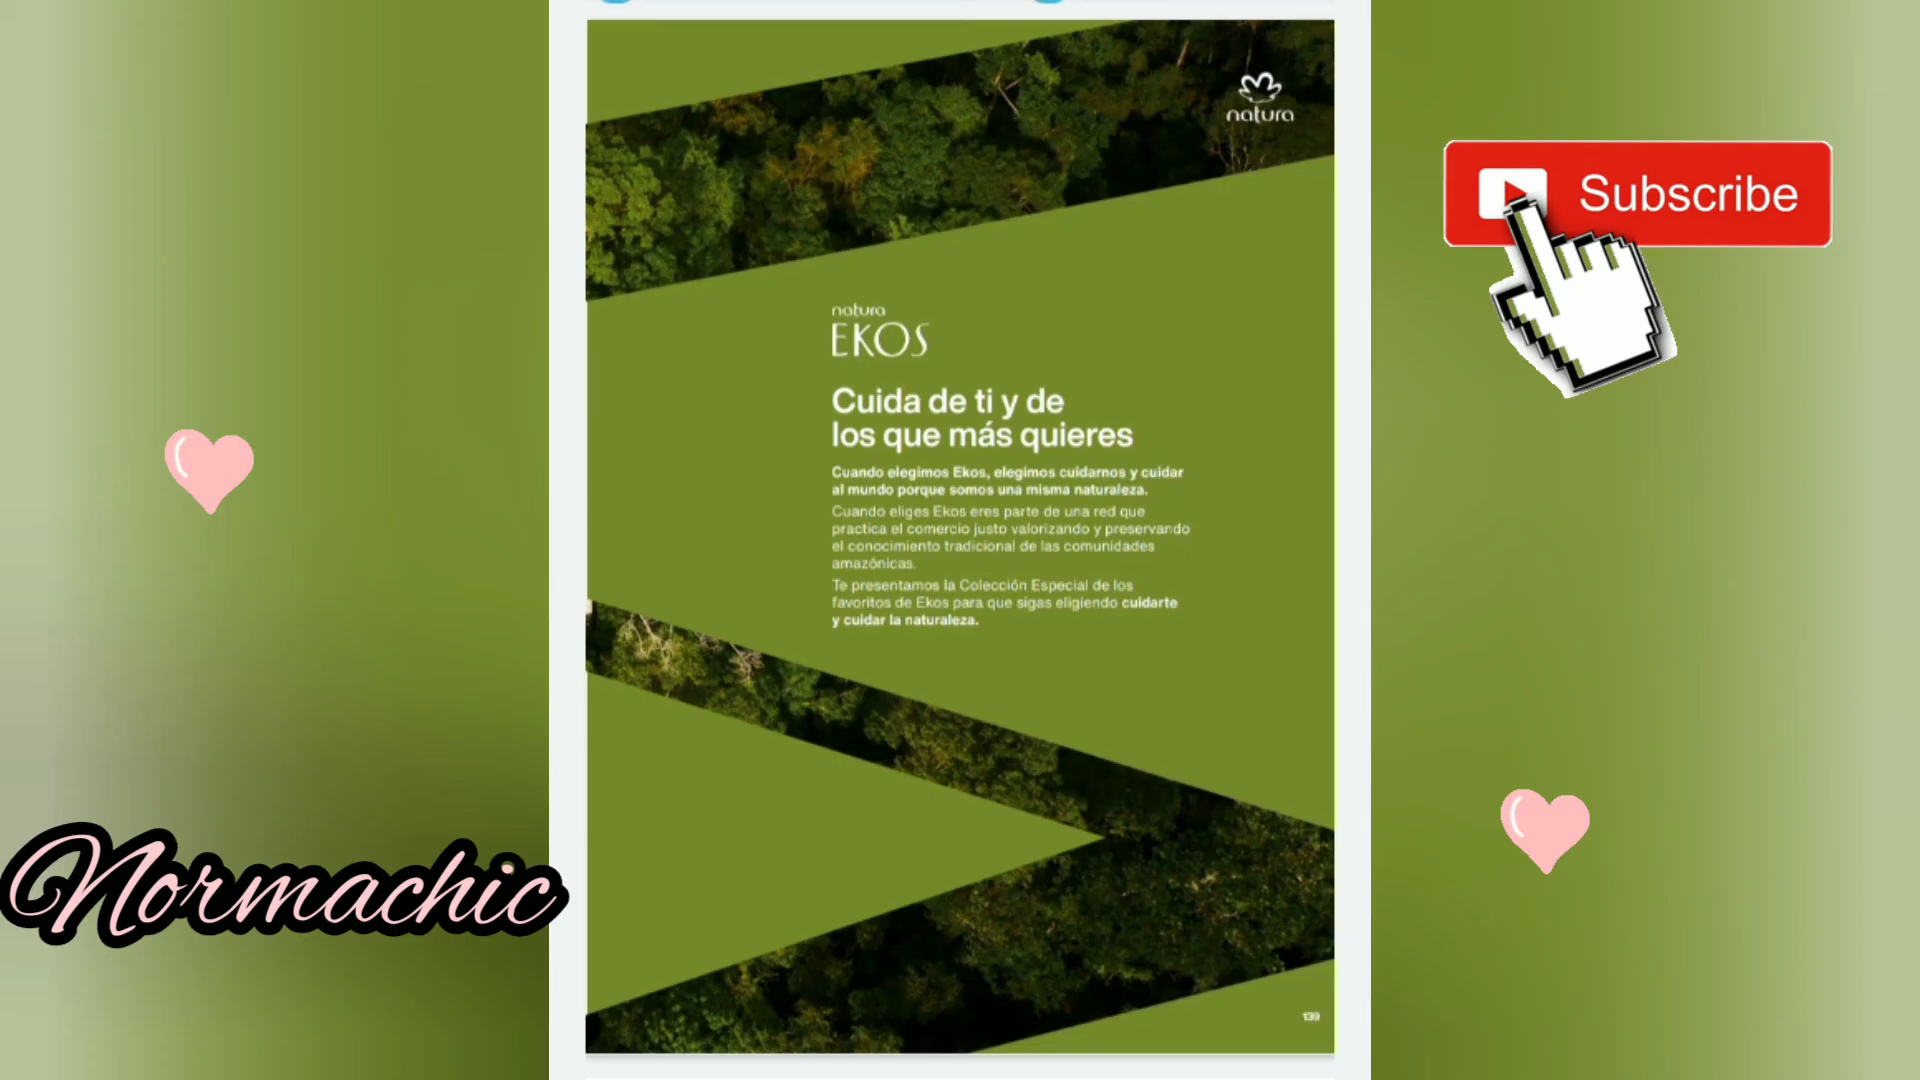 natura
Subscribe
natura
EKOS
Cuida de ti y de
los que más quieres
Cuando elegimos Ekos, elegimos cuidarnos y cuidar
al mundo porque somos una misma naturaleza.
Cuando eliges Ekos eres parte de una red que
practica el comercio justo valorizando y preservando
el conocimiento tradicional de las comunidades
amazónicas.
Te presentamos la Colección Especial de los
favoritos de Ekos para que sigas eligiendo cuidarte
y cuidar la naturaleza.
Normachic
139